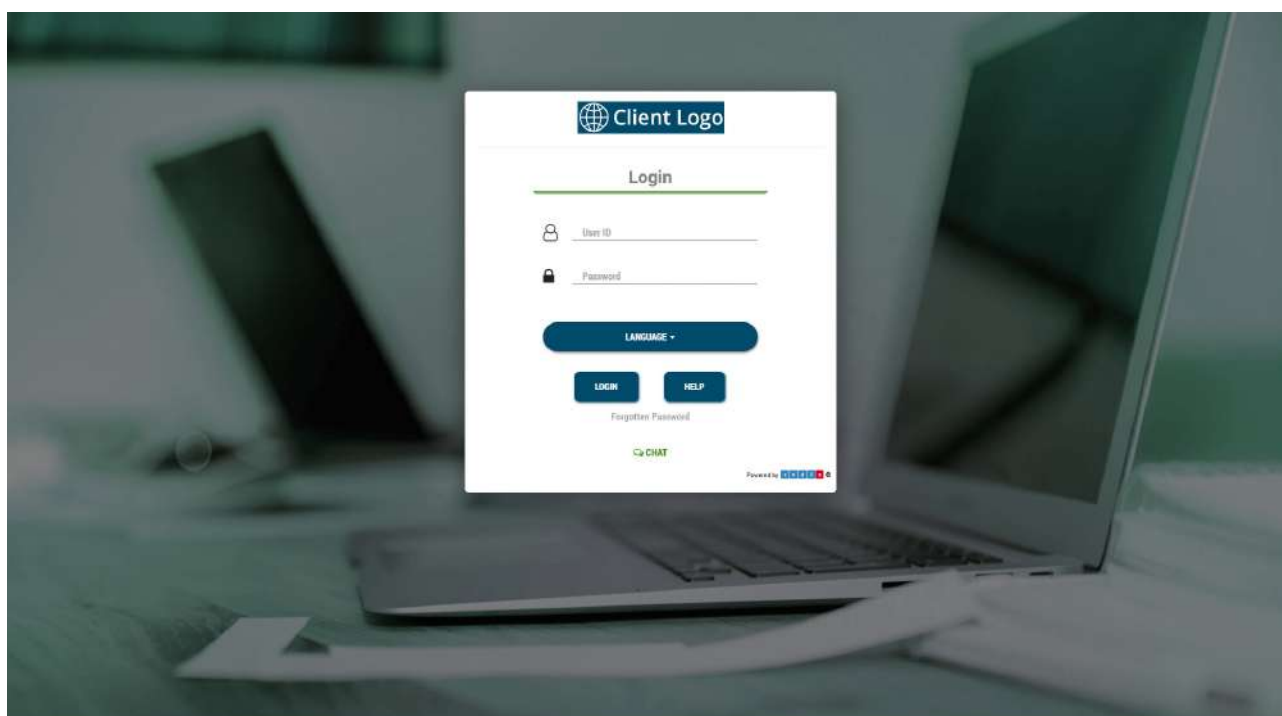 Client Logo
Login
User ID
Password
LANGUAGE
LOGIN HELP
Forgotten Password
CHAT
Powered by